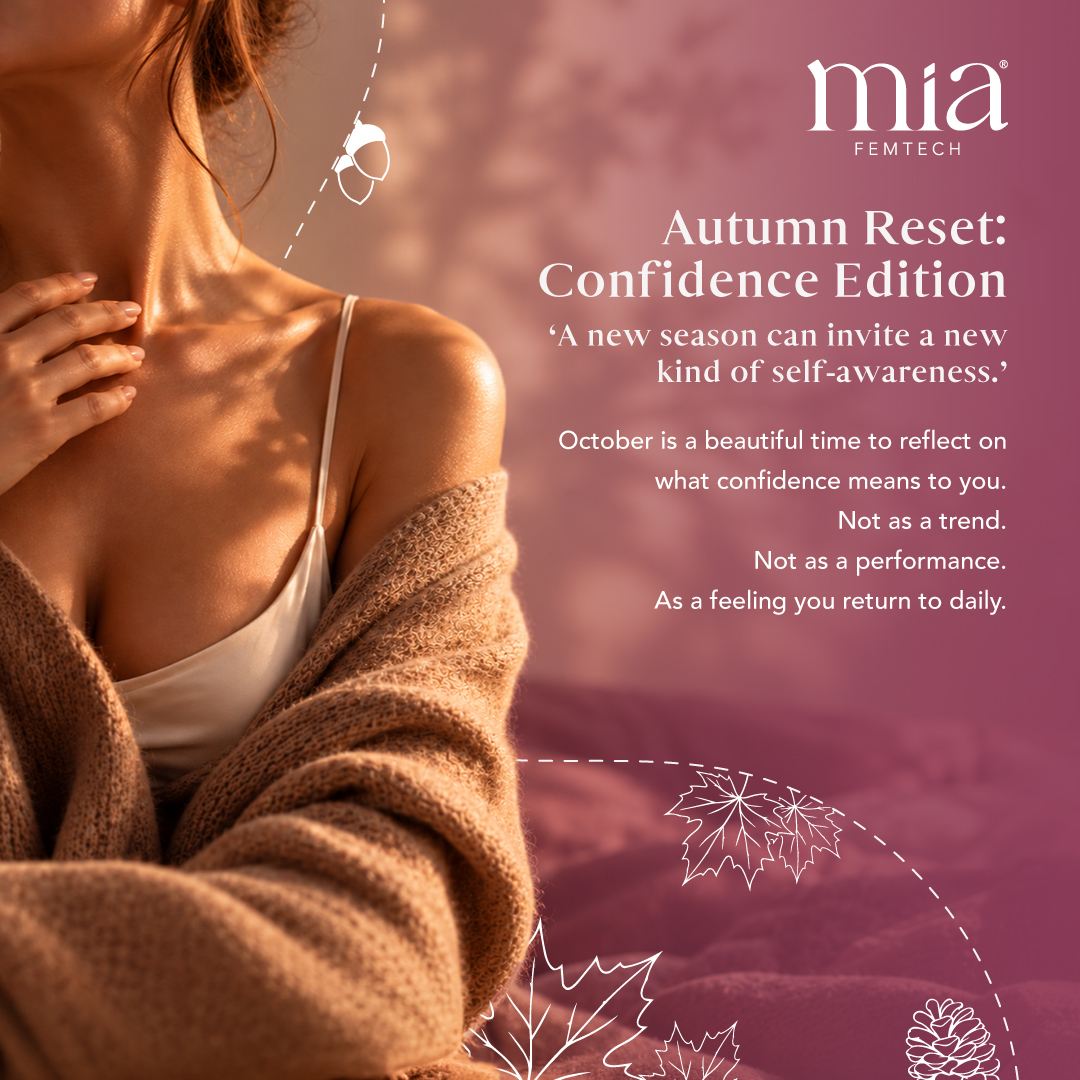 mia®
FEMTECH
Autumn Reset:
Confidence Edition
‘A new season can invite a new
kind of self-awareness.’
October is a beautiful time to reflect on
what confidence means to you.
Not as a trend.
Not as a performance.
As a feeling you return to daily.